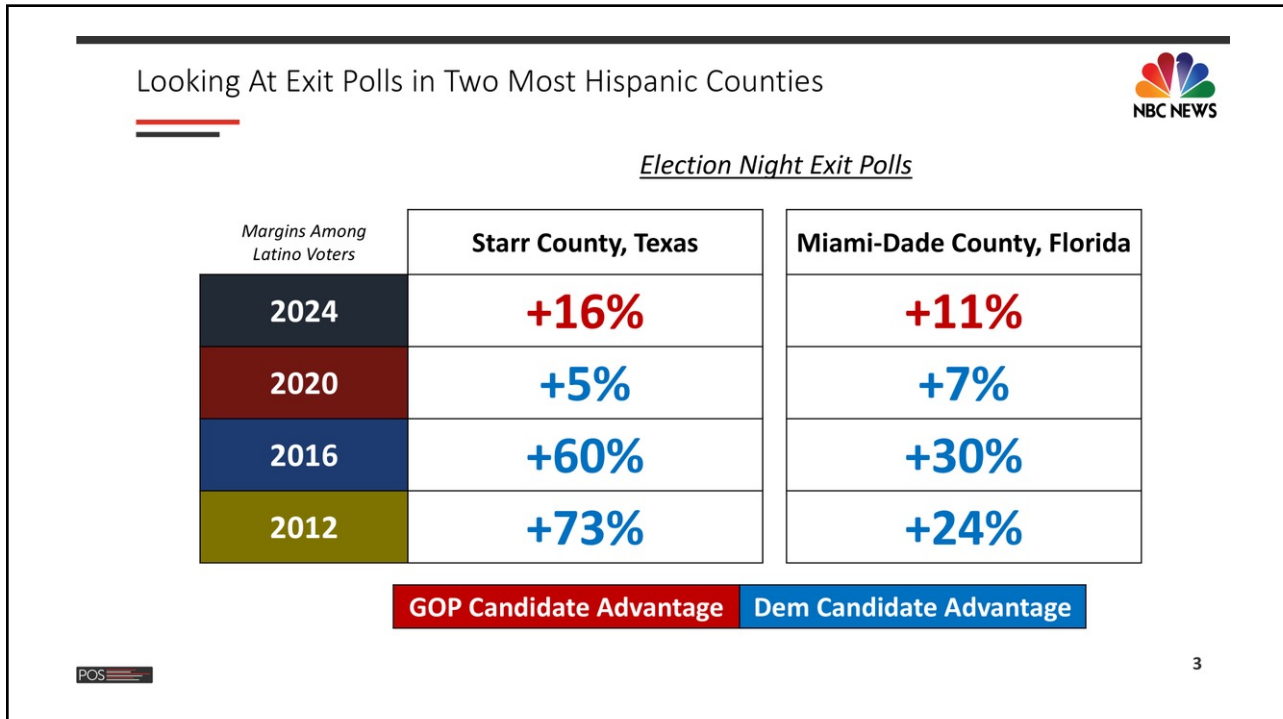 Looking At Exit Polls in Two Most Hispanic Counties
NBC NEWS
Election Night Exit Polls
Margins Among
Latino Voters
Starr County, Texas
Miami-Dade County, Florida
2024
+16%
+11%
2020
+5%
+7%
2016
+60%
+30%
2012
+73%
+24%
GOP Candidate Advantage
Dem Candidate Advantage
POS
3